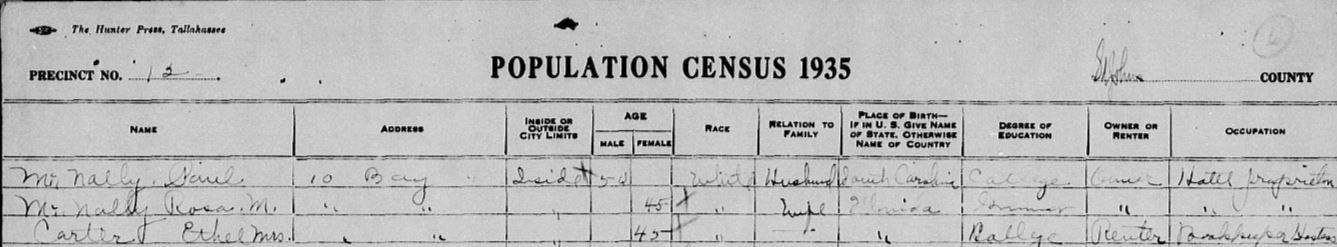 The Hunter Press, Tallahassee
PRECINCT NO. 12
POPULATION CENSUS 1935
St Johns COUNTY
NAME ADDRESS INSIDE OR OUTSIDE CITY LIMITS AGE MALE FEMALE RACE RELATION TO FAMILY PLACE OF BIRTH—IF IN U. S. GIVE NAME OF STATE. OTHERWISE NAME OF COUNTRY DEGREE OF EDUCATION OWNER OR RENTER OCCUPATION
Mc Nally, 10 Bay " Inside White Husband South Carolina College Owner Hotel proprietor
Mc Nally Rosa. M. " " " 45 " Wife Florida " " "
Carter Ethel Mrs. " " " 45 " — " College Renter Bookkeeper